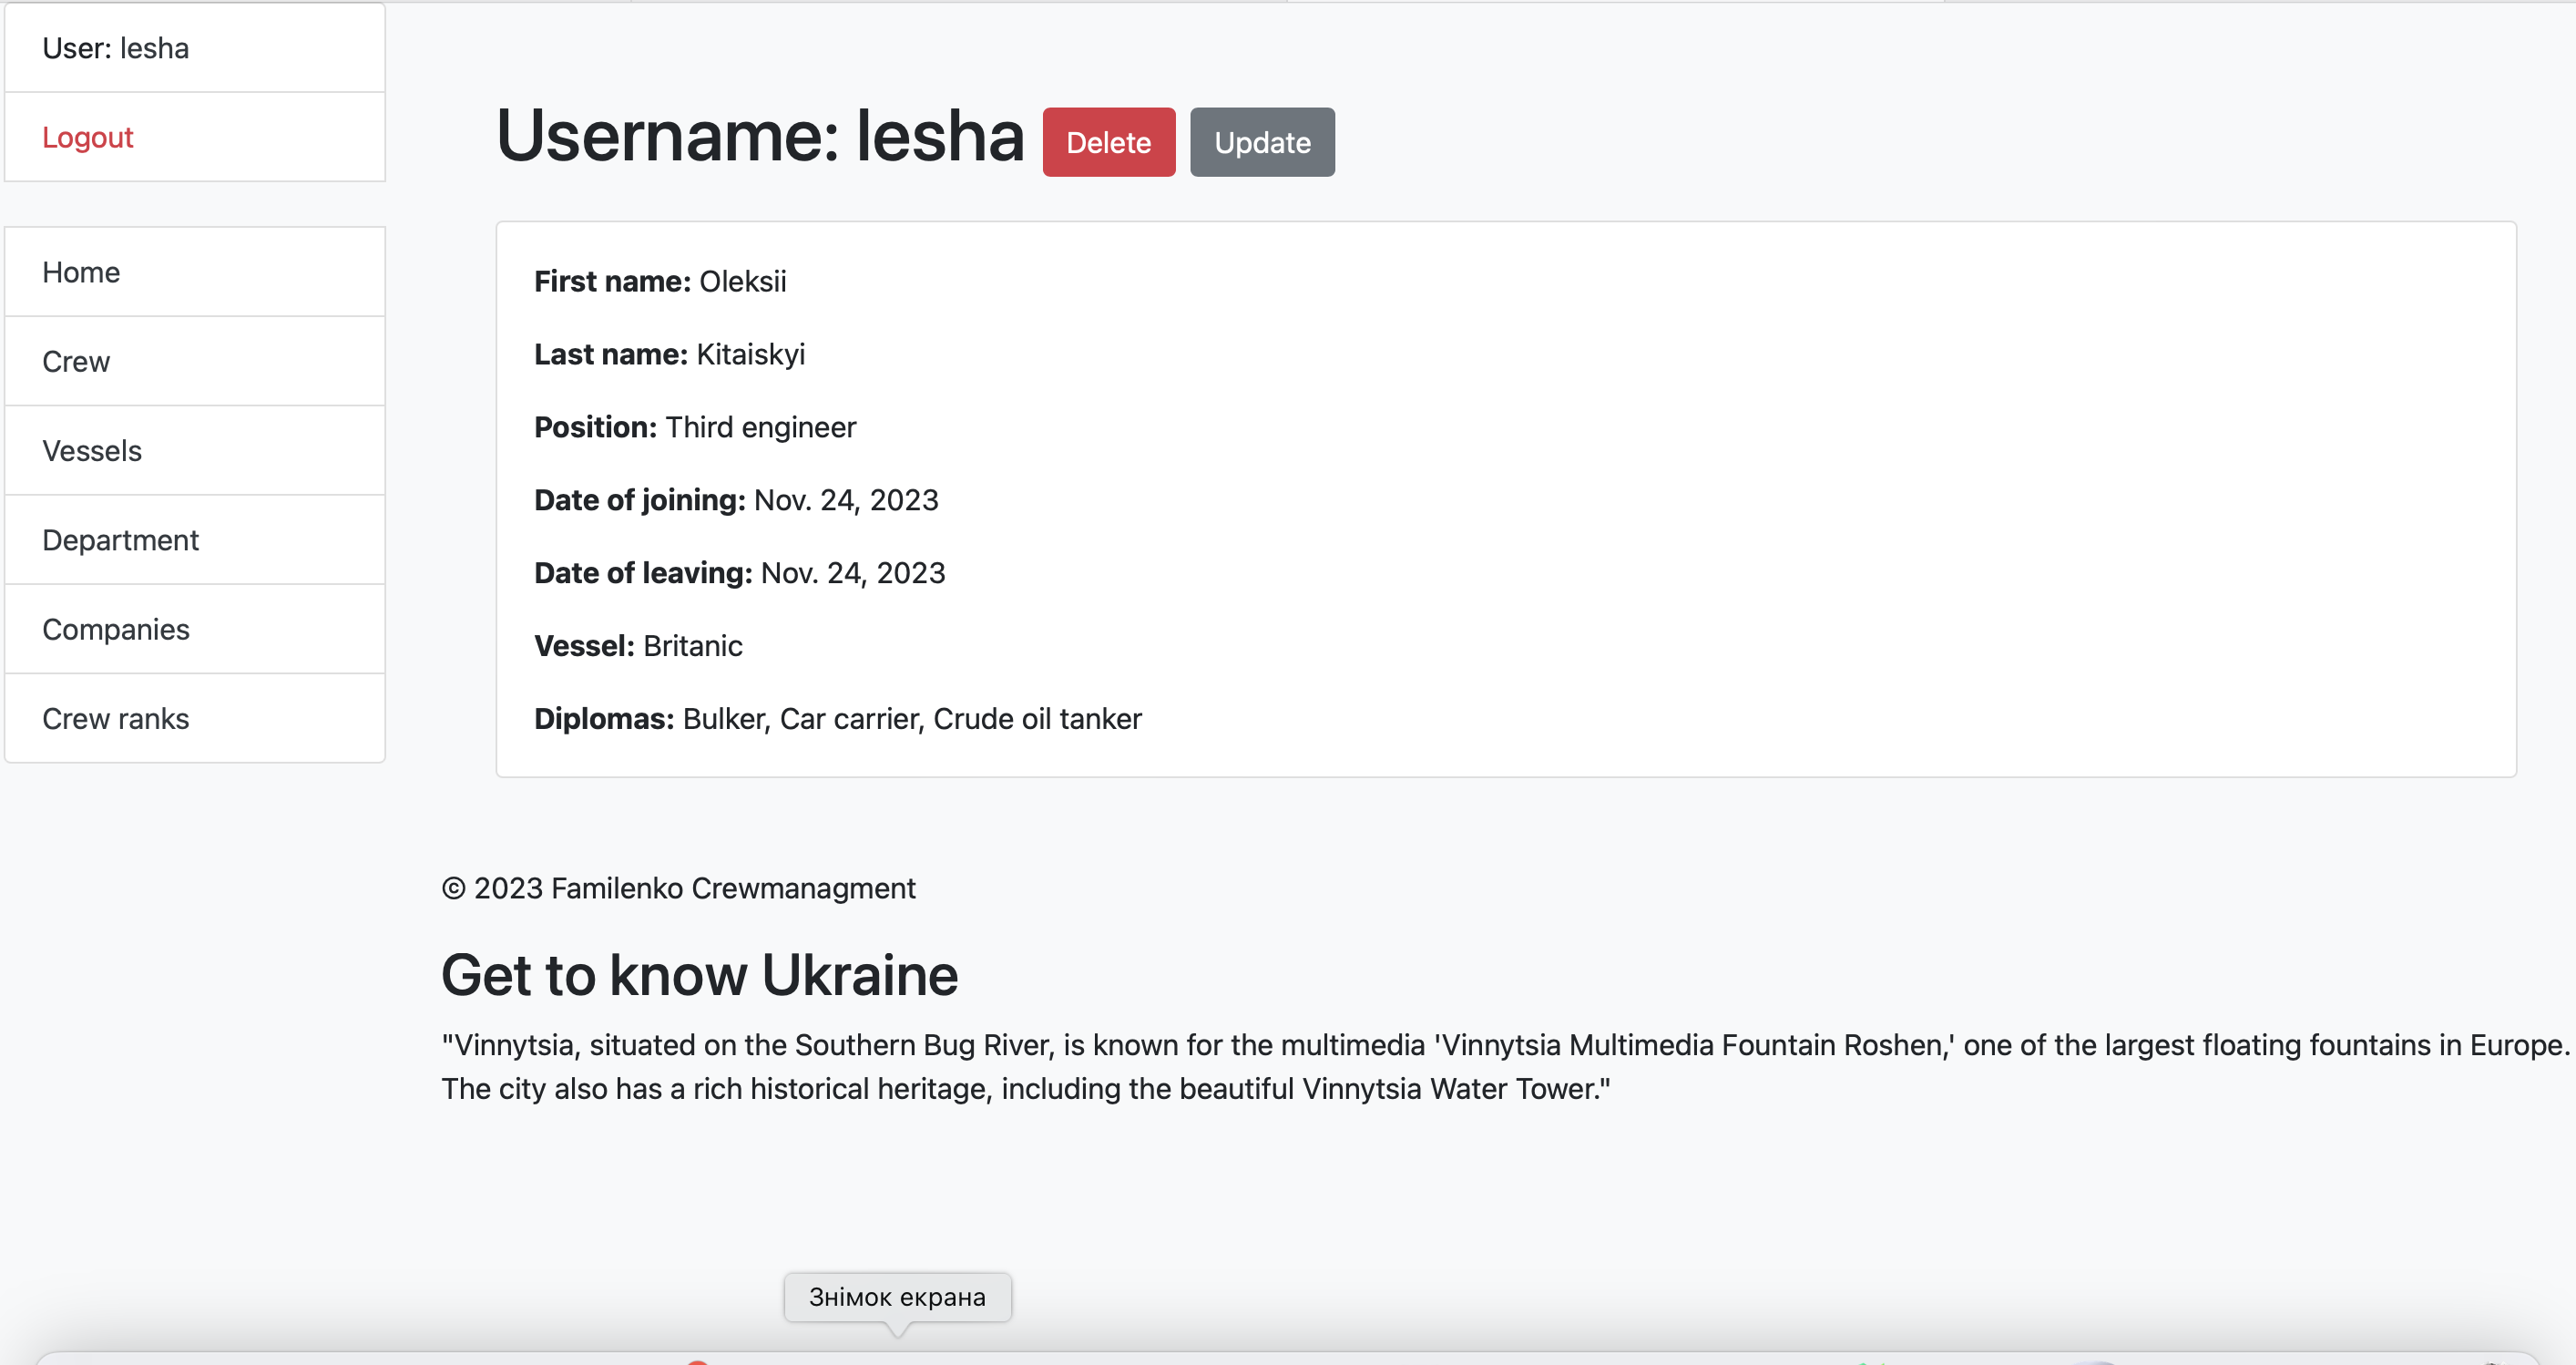 User: lesha
Logout
Home
Crew
Vessels
Department
Companies
Crew ranks
Username: lesha Delete Update
First name: Oleksii
Last name: Kitaiskyi
Position: Third engineer
Date of joining: Nov. 24, 2023
Date of leaving: Nov. 24, 2023
Vessel: Britanic
Diplomas: Bulker, Car carrier, Crude oil tanker
© 2023 Familenko Crewmanagment
Get to know Ukraine
"Vinnytsia, situated on the Southern Bug River, is known for the multimedia 'Vinnytsia Multimedia Fountain Roshen,' one of the largest floating fountains in Europe.
The city also has a rich historical heritage, including the beautiful Vinnytsia Water Tower."
Знімок екрана